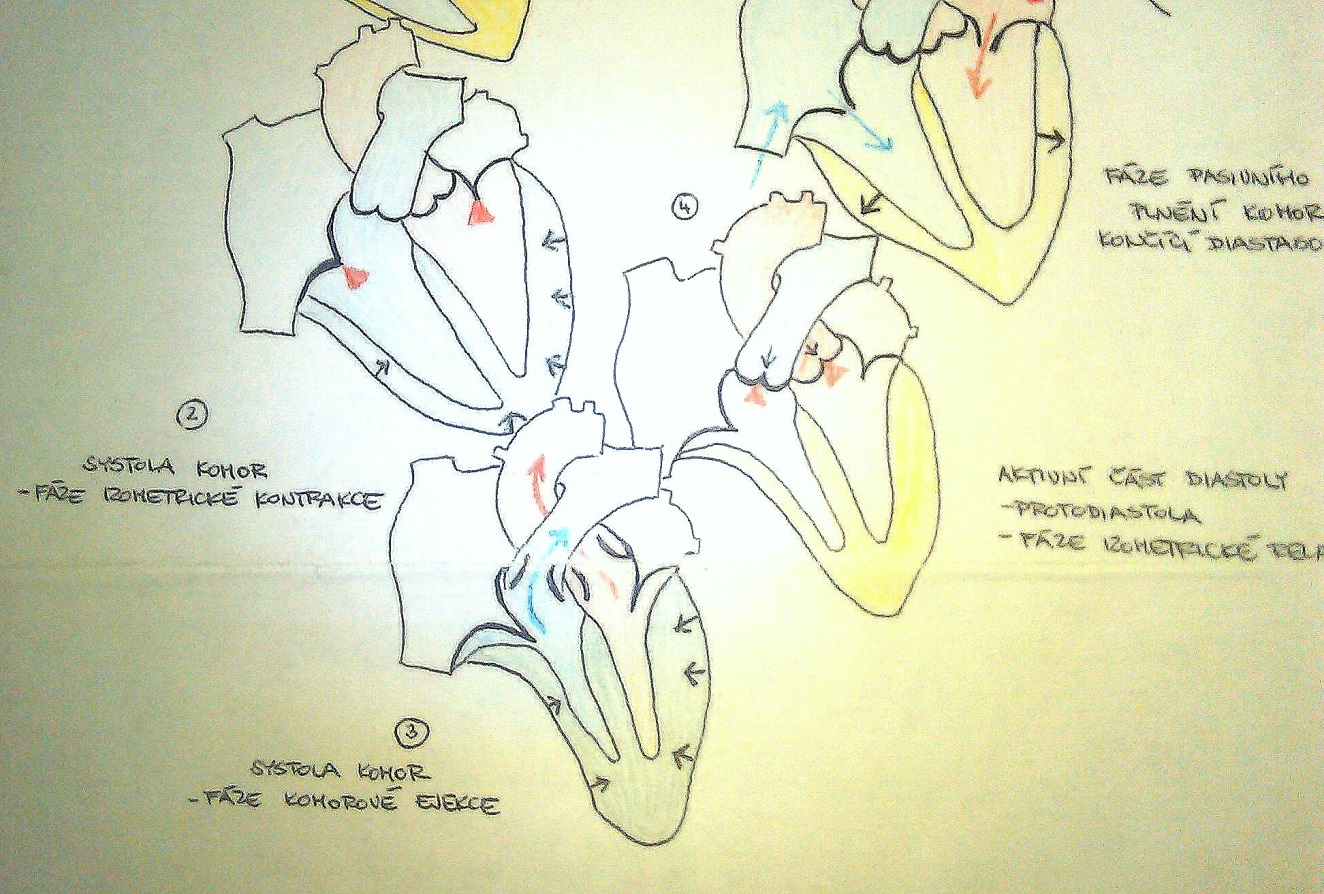 FÁZE PASIVNÍHO
PLNĚNÍ KOMOR
KONČÍCÍ
4
2
SYSTOLA KOMOR
- FÁZE IZOMETRICKÉ KONTRAKCE
AKTIVNÍ ČÁST DIASTOLY
- PROTODIASTOLA
- FÁZE IZOMETRICKÉ
3
SYSTOLA KOMOR
- FÁZE KOMOROVÉ EJEKCE